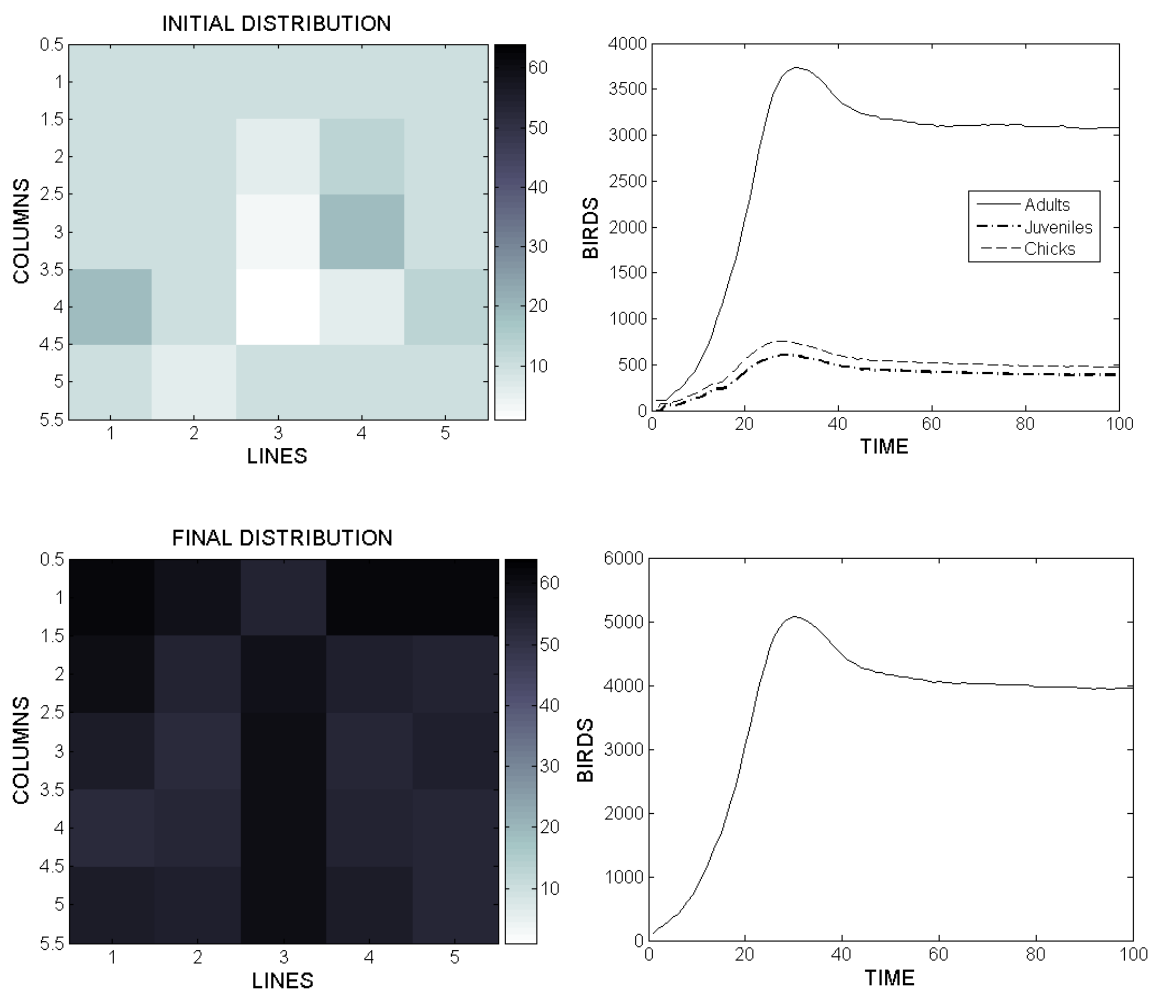 INITIAL DISTRIBUTION
0.5
1
1.5
2
2.5
3
3.5
4
4.5
5
5.5
COLUMNS
1 2 3 4 5
LINES
60
50
40
30
20
10
4000
3500
3000
2500
2000
1500
1000
500
0
BIRDS
0 20 40 60 80 100
TIME
Adults
Juveniles
Chicks
FINAL DISTRIBUTION
0.5
1
1.5
2
2.5
3
3.5
4
4.5
5
5.5
COLUMNS
1 2 3 4 5
LINES
60
50
40
30
20
10
6000
5000
4000
3000
2000
1000
0
BIRDS
0 20 40 60 80 100
TIME